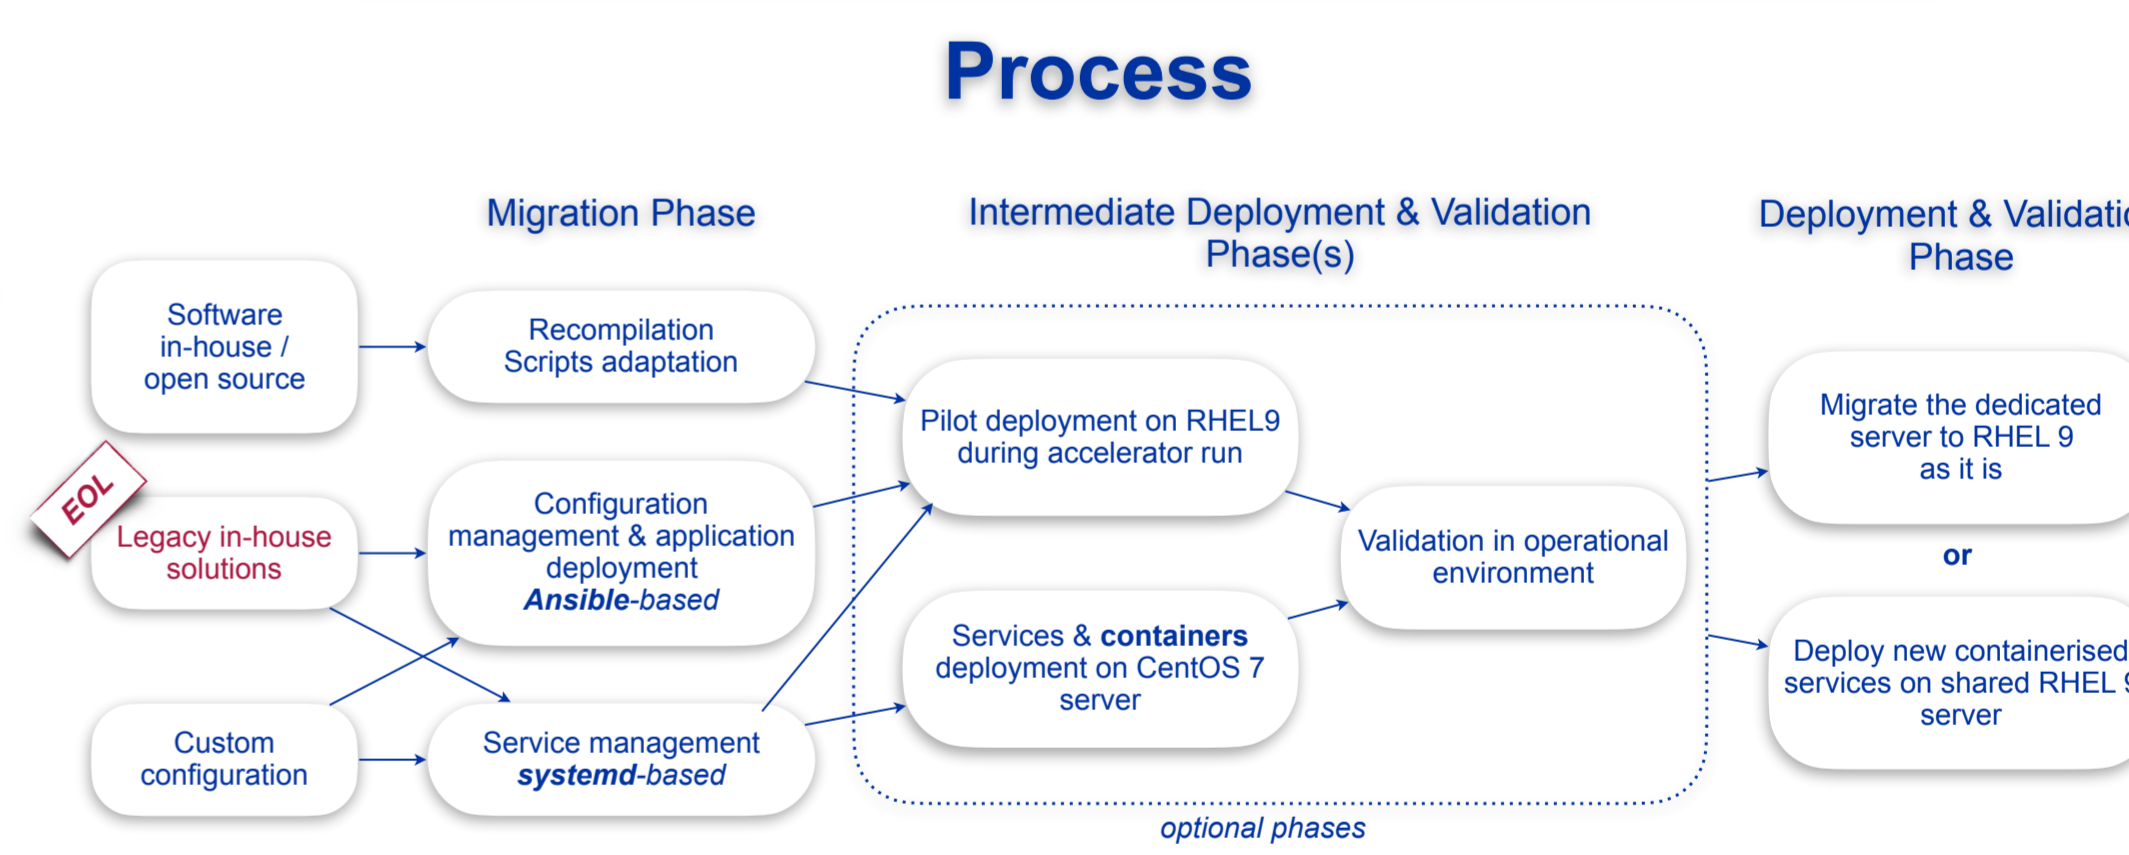 Process
Migration Phase
Intermediate Deployment & Validation
Phase(s)
Deployment &
Phase
Software
in-house /
open source
Recompilation
Scripts adaptation
EOL
Legacy in-house
solutions
Configuration
management & application
deployment
Ansible-based
Custom
configuration
Service management
systemd-based
Pilot deployment on RHEL9
during accelerator run
Services & containers
deployment on CentOS 7
server
Validation in operational
environment
optional phases
Migrate the dedicated
server to RHEL 9
as it is
or
Deploy new containerised
services on shared RHEL 9
server